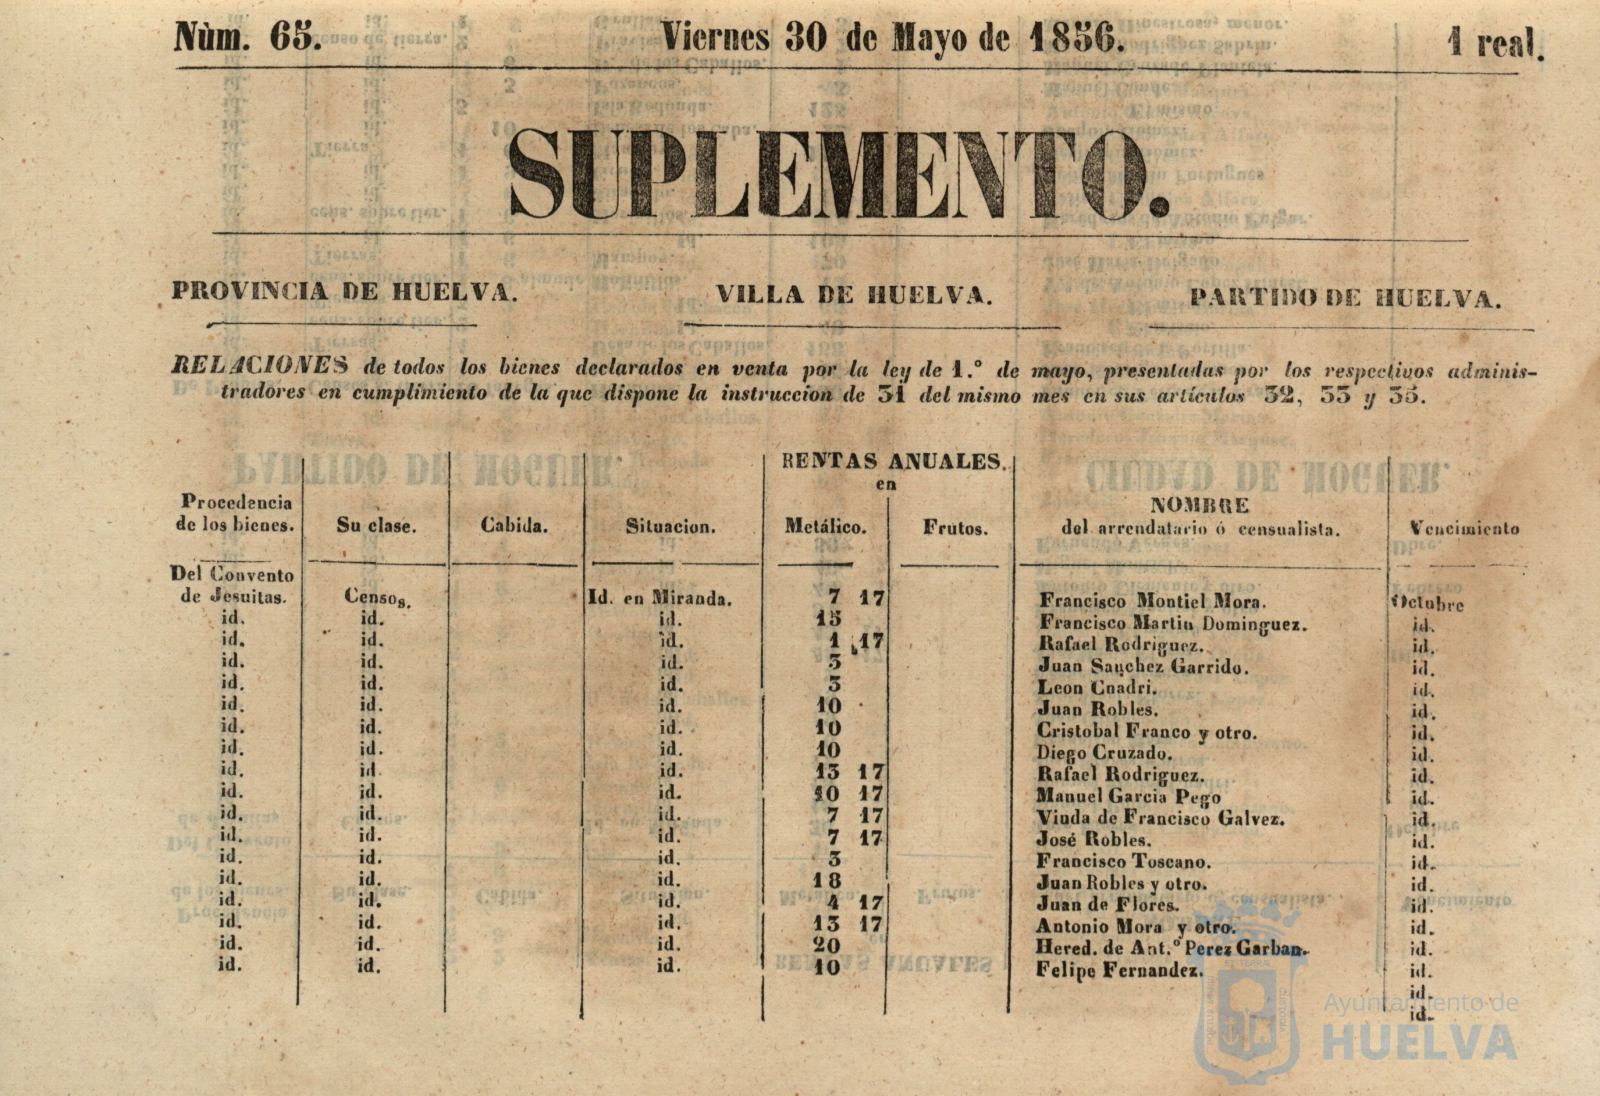 Nùm. 65. Viernes 30 de Mayo de 1856. 1 real.
SUPLEMENTO.
PROVINCIA DE HUELVA. VILLA DE HUELVA. PARTIDO DE HUELVA.
RELACIONES de todos los bienes declarados en venta por la ley de 1.º de mayo, presentadas por los respectivos adminis-
tradores en cumplimiento de la que dispone la instruccion de 31 del mismo mes en sus artículos 32, 33 y 35.
RENTAS ANUALES.
en
Procedencia de los bienes. Su clase. Cabida. Situacion. Metálico. Frutos. NOMBRE del arrendatario ó censualista. Vencimiento
Del Convento
de Jesuitas. Censos. Id. en Miranda. 7 17 Francisco Montiel Mora. Octubre
id. id. id. 15 Francisco Martin Dominguez. id.
id. id. id. 1 17 Rafael Rodriguez. id.
id. id. id. 3 Juan Sanchez Garrido. id.
id. id. id. 3 Leon Cuadri. id.
id. id. id. 10 Juan Robles. id.
id. id. id. 10 Cristobal Franco y otro. id.
id. id. id. 10 Diego Cruzado. id.
id. id. id. 13 17 Rafael Rodriguez. id.
id. id. id. 10 17 Manuel Garcia Pego id.
id. id. id. 7 17 Viuda de Francisco Galvez. id.
id. id. id. 7 17 José Robles. id.
id. id. id. 3 Francisco Toscano. id.
id. id. id. 18 Juan Robles y otro. id.
id. id. id. 4 17 Juan de Flores. id.
id. id. id. 13 17 Antonio Mora y otro. id.
id. id. id. 20 Hered. de Ant.º Perez Garban. id.
id. id. id. 10 Felipe Fernandez. id.
id.
id.
Ayuntamiento de
HUELVA